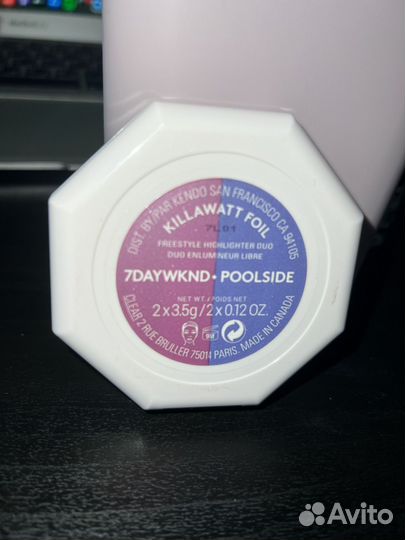 DIST. BY/PAR KENDO SAN FRANCISCO CA 94105
KILLAWATT FOIL
7L01
FREESTYLE HIGHLIGHTER DUO
DUO ENLUMINEUR LIBRE
7DAYWKND • POOLSIDE
NET WT. / POIDS NET
2 x 3.5g / 2 x 0.12 OZ.
CLEAR 2 RUE BRULLER 75014 PARIS. MADE IN CANADA
Avito